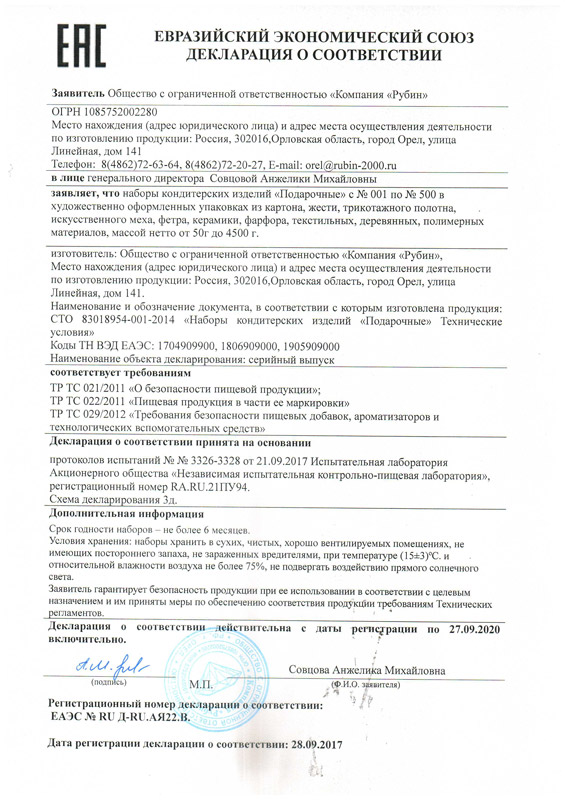 ЕАС
ЕВРАЗИЙСКИЙ ЭКОНОМИЧЕСКИЙ СОЮЗ
ДЕКЛАРАЦИЯ О СООТВЕТСТВИИ
Заявитель Общество с ограниченной ответственностью «Компания «Рубин»
ОГРН 1085752002280
Место нахождения (адрес юридического лица) и адрес места осуществления деятельности
по изготовлению продукции: Россия, 302016,Орловская область, город Орел, улица
Линейная, дом 141
Телефон: 8(4862)72-63-64, 8(4862)72-20-27, E-mail: orel@rubin-2000.ru
в лице генерального директора Совцовой Анжелики Михайловны
заявляет, что наборы кондитерских изделий «Подарочные» с № 001 по № 500 в
художественно оформленных упаковках из картона, жести, трикотажного полотна,
искусственного меха, фетра, керамики, фарфора, текстильных, деревянных, полимерных
материалов, массой нетто от 50г до 4500 г.
изготовитель: Общество с ограниченной ответственностью «Компания «Рубин»,
Место нахождения (адрес юридического лица) и адрес места осуществления деятельности
по изготовлению продукции: Россия, 302016,Орловская область, город Орел, улица
Линейная, дом 141.
Наименование и обозначение документа, в соответствии с которым изготовлена продукция:
СТО 83018954-001-2014 «Наборы кондитерских изделий «Подарочные» Технические
условия»
Коды ТН ВЭД ЕАЭС: 1704909900, 1806909000, 1905909000
Наименование объекта декларирования: серийный выпуск
соответствует требованиям
ТР ТС 021/2011 «О безопасности пищевой продукции»;
ТР ТС 022/2011 «Пищевая продукция в части ее маркировки»
ТР ТС 029/2012 «Требования безопасности пищевых добавок, ароматизаторов и
технологических вспомогательных средств»
Декларация о соответствии принята на основании
протоколов испытаний № № 3326-3328 от 21.09.2017 Испытательная лаборатория
Акционерного общества «Независимая испытательная контрольно-пищевая лаборатория»,
регистрационный номер RA.RU.21ПУ94.
Схема декларирования 3д.
Дополнительная информация
Срок годности наборов – не более 6 месяцев.
Условия хранения: наборы хранить в сухих, чистых, хорошо вентилируемых помещениях, не
имеющих постороннего запаха, не зараженных вредителями, при температуре (15±3)ºС. и
относительной влажности воздуха не более 75%, не подвергать воздействию прямого солнечного
света.
Заявитель гарантирует безопасность продукции при ее использовании в соответствии с целевым
назначением и им приняты меры по обеспечению соответствия продукции требованиям Технических
регламентов.
Декларация о соответствии действительна с даты регистрации по 27.09.2020
включительно.
Совцова Анжелика Михайловна
(подпись)
М.П.
(Ф.И.О. заявителя)
Регистрационный номер декларации о соответствии:
ЕАЭС № RU Д-RU.АЯ22.В.
Дата регистрации декларации о соответствии: 28.09.2017